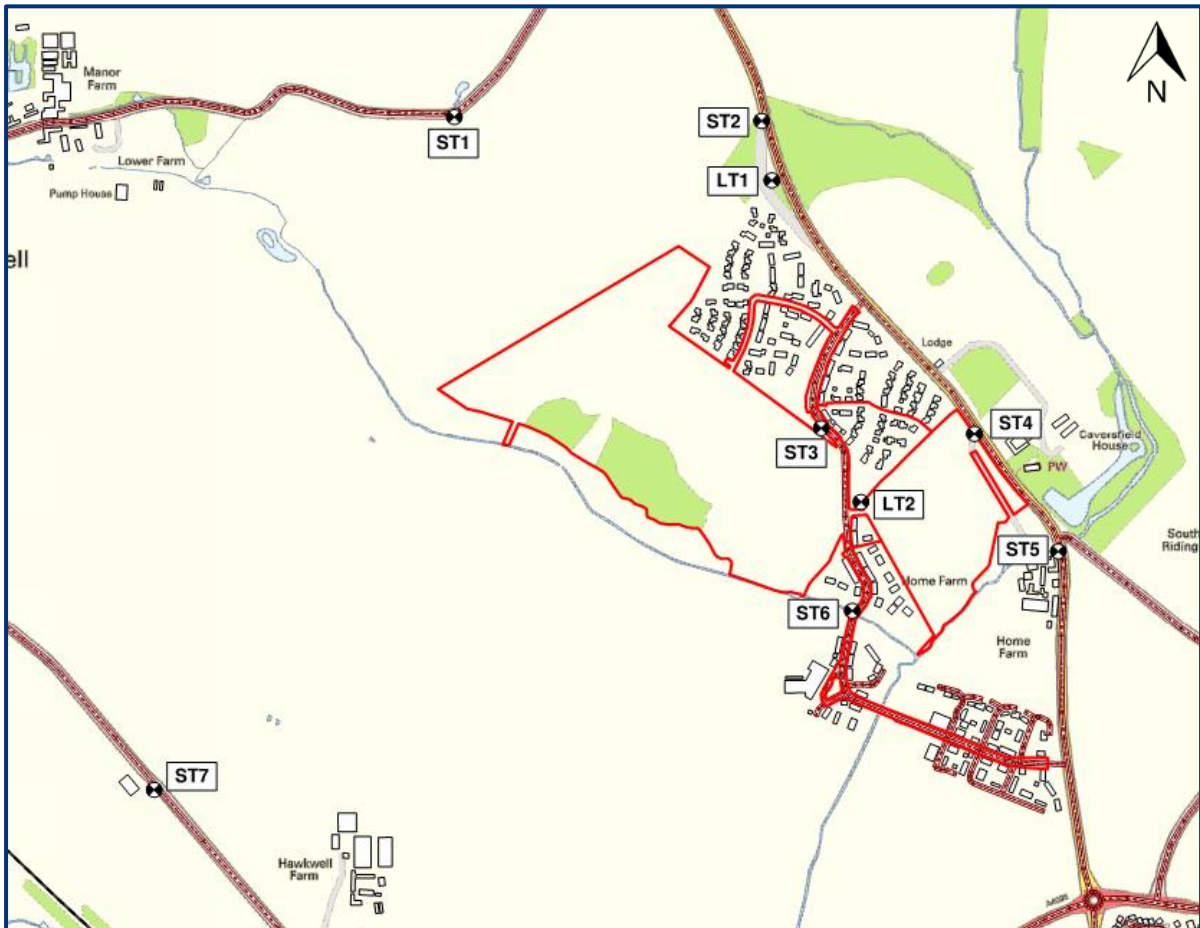 N
Manor
Farm
ST1
ST2
Lower Farm
LT1
Pump House
ell
Lodge
ST4
ST3
Caversfield
House
PW
LT2
South
Riding
ST5
Home Farm
ST6
Home
Farm
ST7
Hawkwell
Farm
A4095